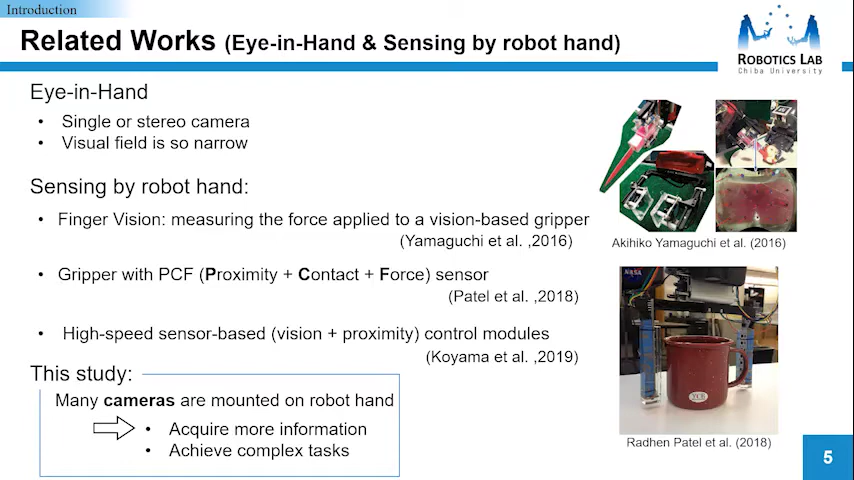 Introduction
Related Works (Eye-in-Hand & Sensing by robot hand)
ROBOTICS LAB
Chiba University
Eye-in-Hand
• Single or stereo camera
• Visual field is so narrow
Sensing by robot hand:
• Finger Vision: measuring the force applied to a vision-based gripper
(Yamaguchi et al. ,2016)
Akihiko Yamaguchi et al. (2016)
• Gripper with PCF (Proximity + Contact + Force) sensor
(Patel et al. ,2018)
NASA
• High-speed sensor-based (vision + proximity) control modules
(Koyama et al. ,2019)
This study:
Many cameras are mounted on robot hand
• Acquire more information
• Achieve complex tasks
Radhen Patel et al. (2018)
5